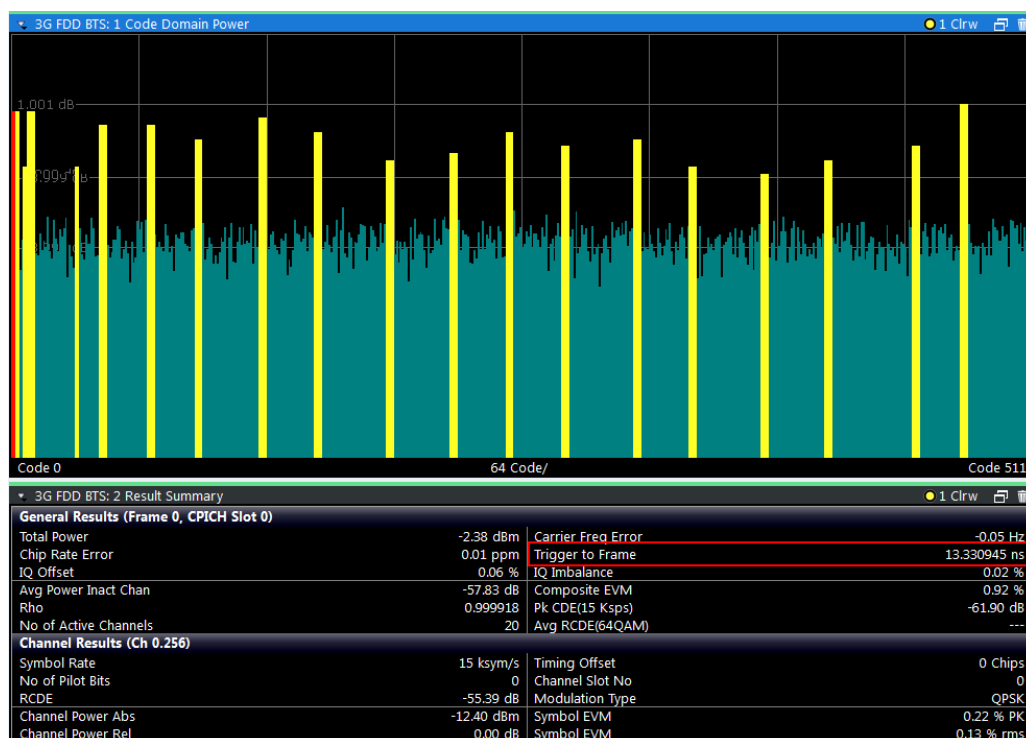 3G FDD BTS: 1 Code Domain Power 1 Clrw
1.001 dB
Code 0 64 Code/ Code 511
3G FDD BTS: 2 Result Summary 1 Clrw
General Results (Frame 0, CPICH Slot 0)
Total Power -2.38 dBm Carrier Freq Error -0.05 Hz
Chip Rate Error 0.01 ppm Trigger to Frame 13.330945 ns
IQ Offset 0.06 % IQ Imbalance 0.02 %
Avg Power Inact Chan -57.83 dB Composite EVM 0.92 %
Rho 0.999918 Pk CDE(15 Ksps) -61.90 dB
No of Active Channels 20 Avg RCDE(64QAM) ---
Channel Results (Ch 0.256)
Symbol Rate 15 ksym/s Timing Offset 0 Chips
No of Pilot Bits 0 Channel Slot No 0
RCDE -55.39 dB Modulation Type QPSK
Channel Power Abs -12.40 dBm Symbol EVM 0.22 % PK
Channel Power Rel 0.00 dB Symbol EVM 0.13 % rms